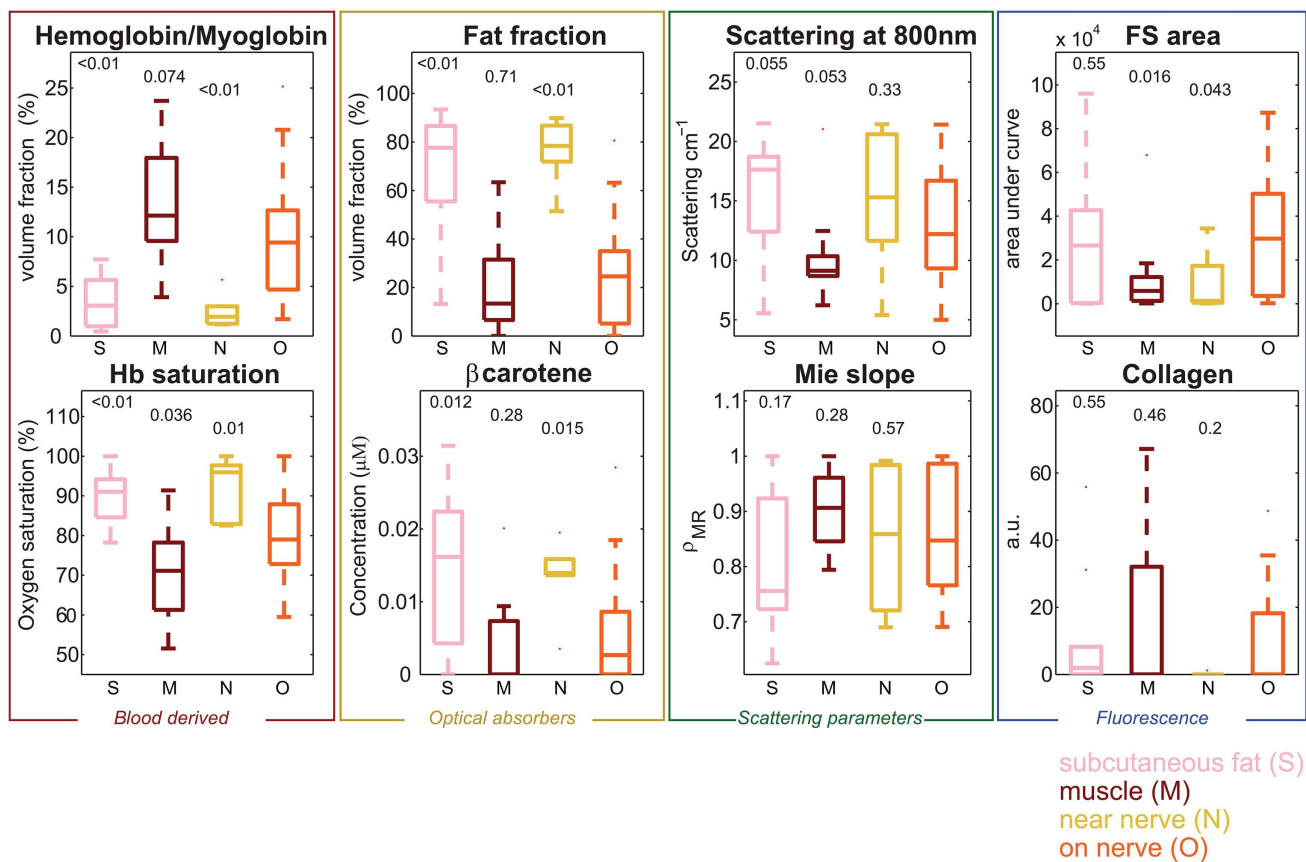 Hemoglobin/Myoglobin
volume fraction (%)
25
20
15
10
5
0
<0.01
0.074
<0.01
S M N O
Hb saturation
Oxygen saturation (%)
110
100
90
80
70
60
50
<0.01
0.036
0.01
S M N O
Blood derived
Fat fraction
volume fraction (%)
100
80
60
40
20
0
<0.01
0.71
<0.01
S M N O
βcarotene
Concentration (μM)
0.03
0.02
0.01
0
0.012
0.28
0.015
S M N O
Optical absorbers
Scattering at 800nm
Scattering cm⁻¹
25
20
15
10
5
0.055
0.053
0.33
S M N O
Mie slope
ρMR
1.1
1
0.9
0.8
0.7
0.17
0.28
0.57
S M N O
Scattering parameters
FS area
x 10⁴
area under curve
10
8
6
4
2
0
0.55
0.016
0.043
S M N O
Collagen
a.u.
80
60
40
20
0
0.55
0.46
0.2
S M N O
Fluorescence
subcutaneous fat (S)
muscle (M)
near nerve (N)
on nerve (O)